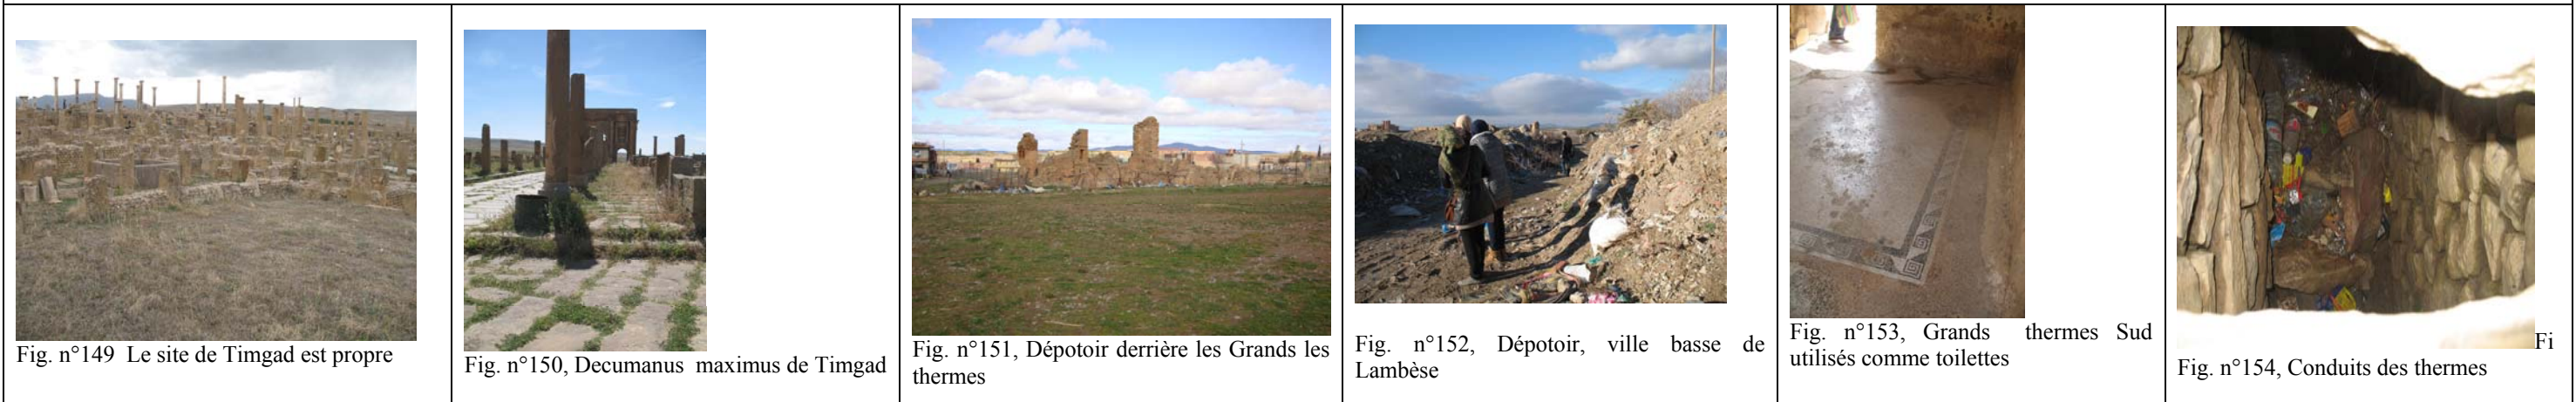 Fig. n°149 Le site de Timgad est propre
Fig. n°150, Decumanus maximus de Timgad
Fig. n°151, Dépotoir derrière les Grands les
thermes
Fig. n°152, Dépotoir, ville basse de
Lambèse
Fig. n°153, Grands thermes Sud
utilisés comme toilettes
Fi
Fig. n°154, Conduits des thermes